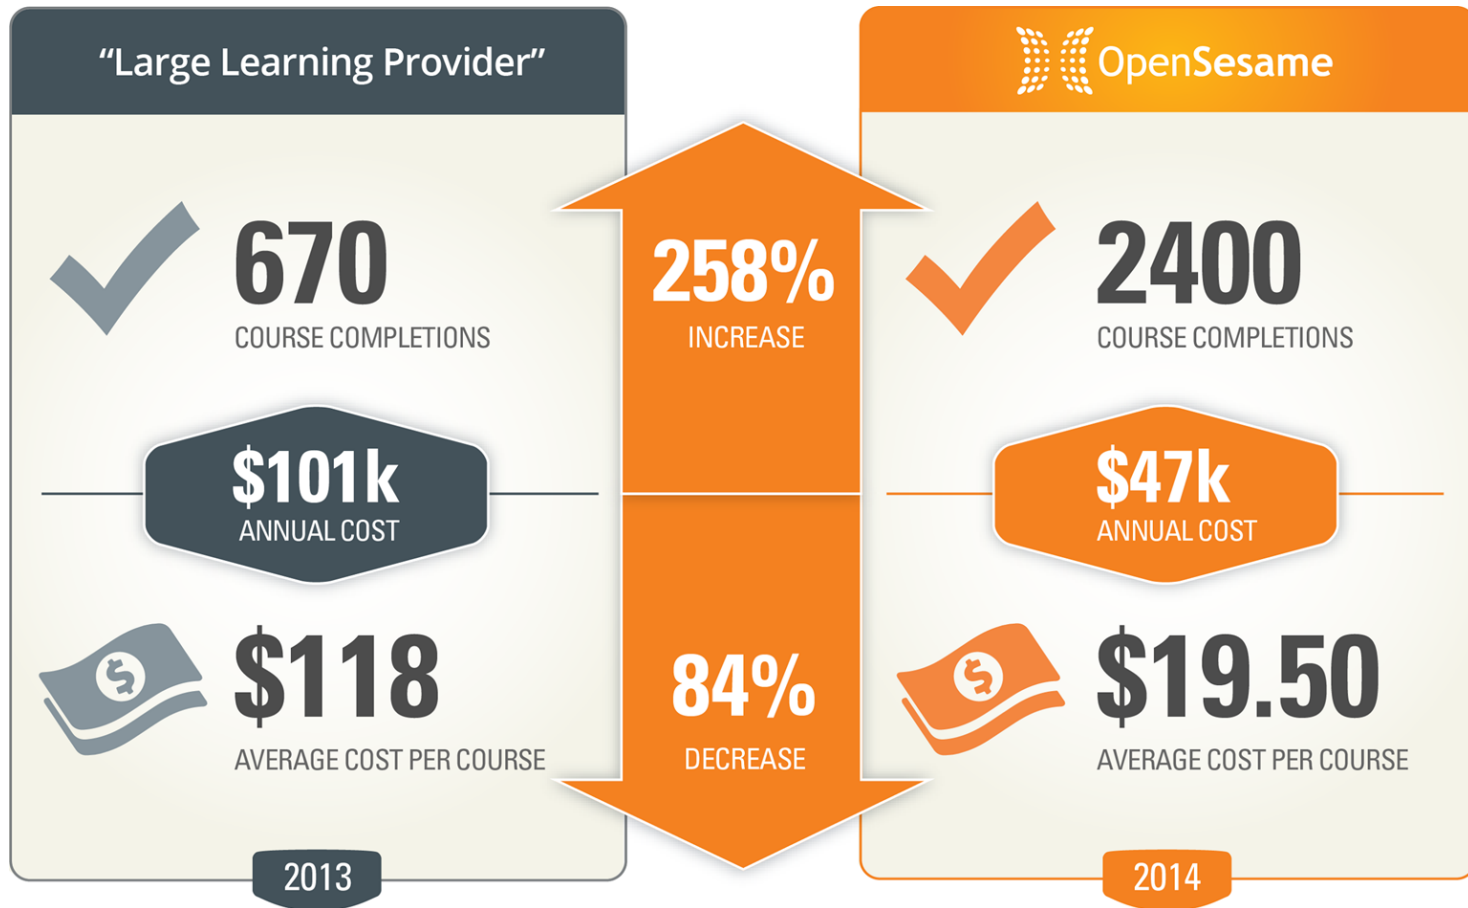 “Large Learning Provider”
670
COURSE COMPLETIONS
$101k
ANNUAL COST
$118
AVERAGE COST PER COURSE
2013
258%
INCREASE
84%
DECREASE
OpenSesame
2400
COURSE COMPLETIONS
$47k
ANNUAL COST
$19.50
AVERAGE COST PER COURSE
2014